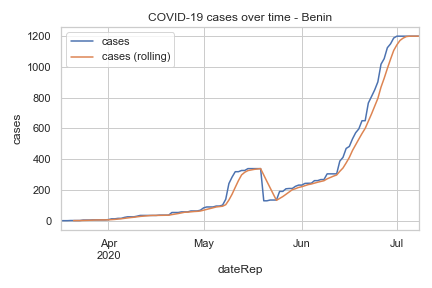 COVID-19 cases over time - Benin
cases
cases (rolling)
1200
1000
800
600
400
200
0
cases
Apr
2020
May
Jun
Jul
dateRep